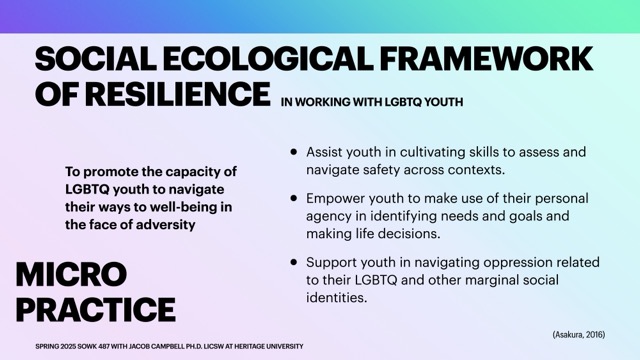 SOCIAL ECOLOGICAL FRAMEWORK
OF RESILIENCE IN WORKING WITH LGBTQ YOUTH
To promote the capacity of
LGBTQ youth to navigate
their ways to well-being in
the face of adversity
MICRO
PRACTICE
● Assist youth in cultivating skills to assess and
navigate safety across contexts.
● Empower youth to make use of their personal
agency in identifying needs and goals and
making life decisions.
● Support youth in navigating oppression related
to their LGBTQ and other marginal social
identities.
(Asakura, 2016)
SPRING 2025 SOWK 487 WITH JACOB CAMPBELL PH.D. LICSW AT HERITAGE UNIVERSITY